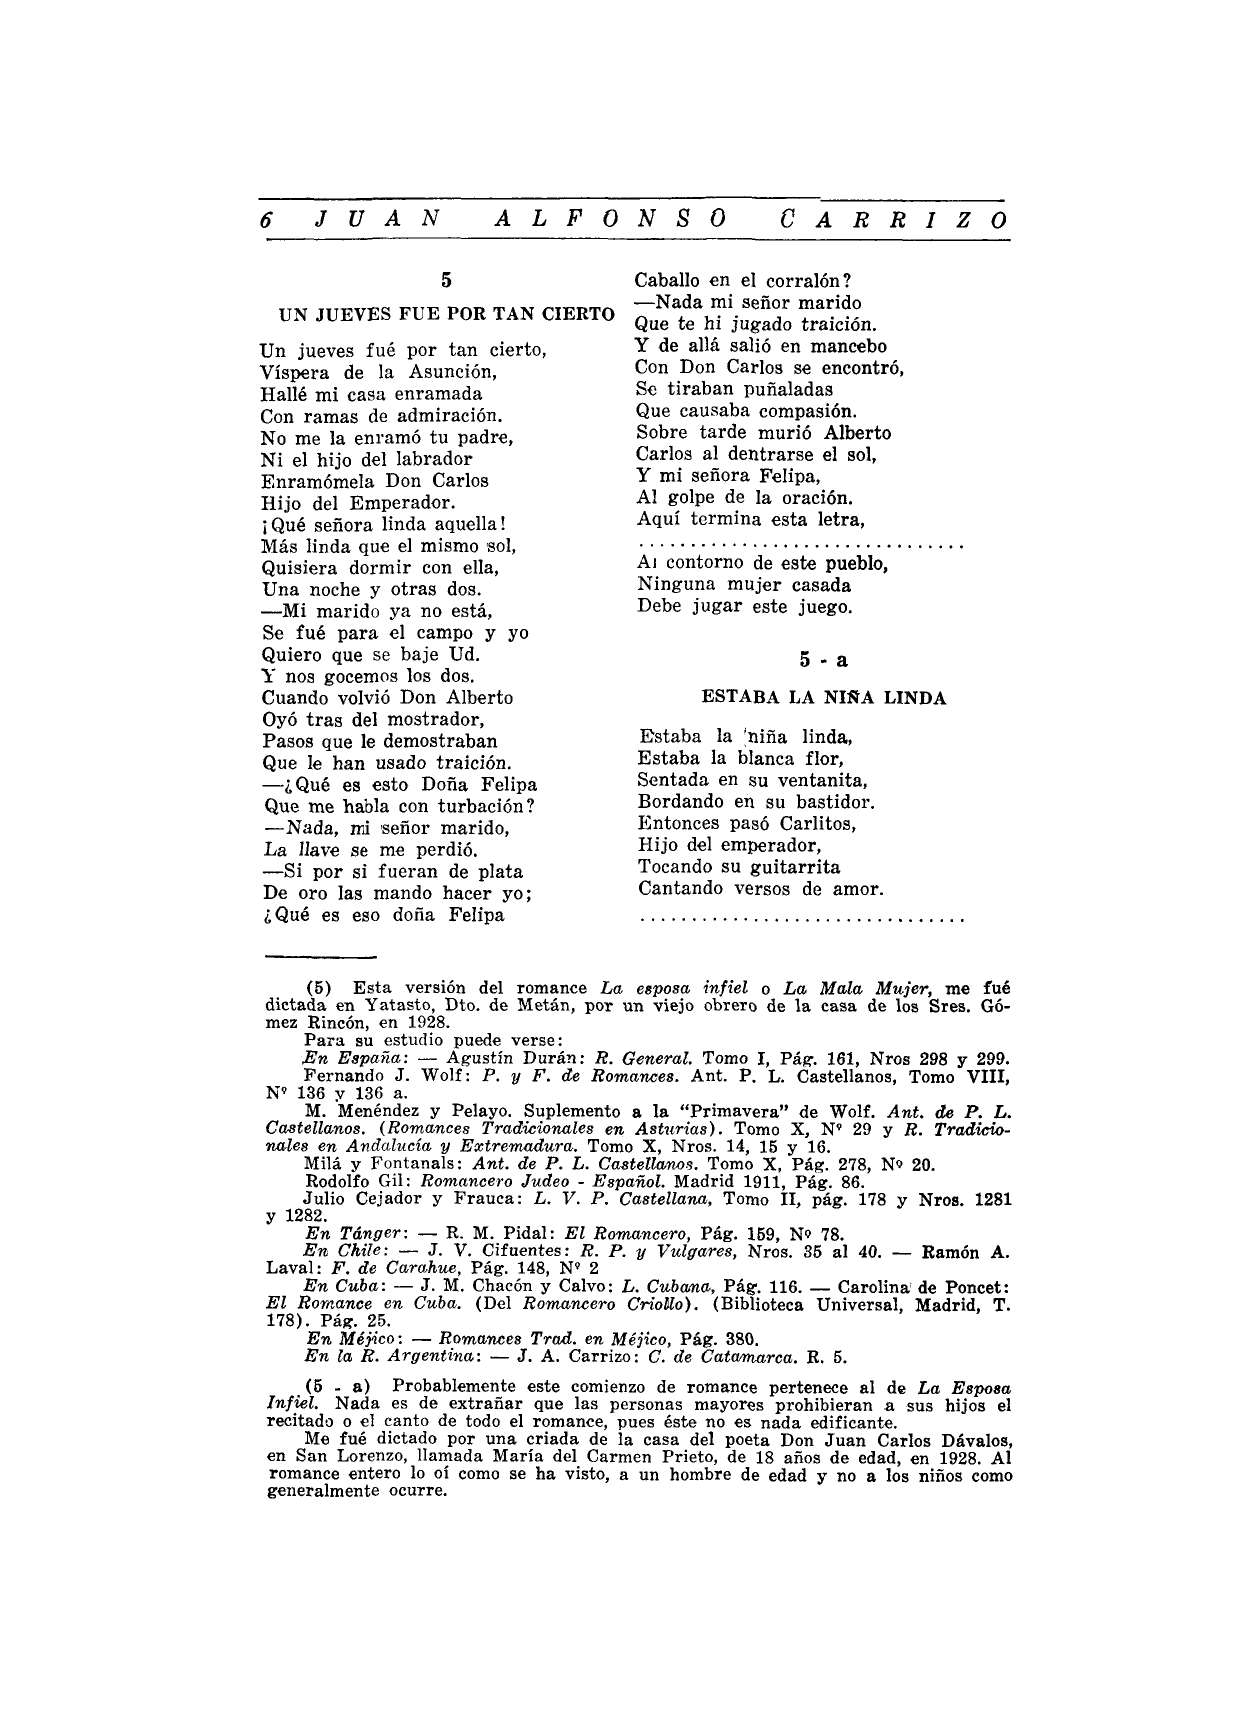 6 JUAN ALFONSO CARRIZO
5
UN JUEVES FUE POR TAN CIERTO
Un jueves fué por tan cierto,
Víspera de la Asunción,
Hallé mi casa enramada
Con ramas de admiración.
No me la enramó tu padre,
Ni el hijo del labrador
Enramómela Don Carlos
Hijo del Emperador.
¡Qué señora linda aquella!
Más linda que el mismo sol,
Quisiera dormir con ella,
Una noche y otras dos.
—Mi marido ya no está,
Se fué para el campo y yo
Quiero que se baje Ud.
Y nos gocemos los dos.
Cuando volvió Don Alberto
Oyó tras del mostrador,
Pasos que le demostraban
Que le han usado traición.
—¿Qué es esto Doña Felipa
Que me habla con turbación?
—Nada, mi señor marido,
La llave se me perdió.
—Si por si fueran de plata
De oro las mando hacer yo;
¿Qué es eso doña Felipa
Caballo en el corralón?
—Nada mi señor marido
Que te hi jugado traición.
Y de allá salió en mancebo
Con Don Carlos se encontró,
Se tiraban puñaladas
Que causaba compasión.
Sobre tarde murió Alberto
Carlos al dentrarse el sol,
Y mi señora Felipa,
Al golpe de la oración.
Aquí termina esta letra,
................................
Al contorno de este pueblo,
Ninguna mujer casada
Debe jugar este juego.
5 - a
ESTABA LA NIÑA LINDA
Estaba la niña linda,
Estaba la blanca flor,
Sentada en su ventanita,
Bordando en su bastidor.
Entonces pasó Carlitos,
Hijo del emperador,
Tocando su guitarrita
Cantando versos de amor.
................................
(5) Esta versión del romance La esposa infiel o La Mala Mujer, me fué
dictada en Yatasto, Dto. de Metán, por un viejo obrero de la casa de los Sres. Gó-
mez Rincón, en 1928.
Para su estudio puede verse:
En España: — Agustín Durán: R. General. Tomo I, Pág. 161, Nros 298 y 299.
Fernando J. Wolf: P. y F. de Romances. Ant. P. L. Castellanos, Tomo VIII,
Nº 136 y 136 a.
M. Menéndez y Pelayo. Suplemento a la “Primavera” de Wolf. Ant. de P. L.
Castellanos. (Romances Tradicionales en Asturias). Tomo X, Nº 29 y R. Tradicio-
nales en Andalucía y Extremadura. Tomo X, Nros. 14, 15 y 16.
Milá y Fontanals: Ant. de P. L. Castellanos. Tomo X, Pág. 278, Nº 20.
Rodolfo Gil: Romancero Judeo - Español. Madrid 1911, Pág. 86.
Julio Cejador y Frauca: L. V. P. Castellana, Tomo II, pág. 178 y Nros. 1281
y 1282.
En Tánger: — R. M. Pidal: El Romancero, Pág. 159, Nº 78.
En Chile: — J. V. Cifuentes: R. P. y Vulgares, Nros. 35 al 40. — Ramón A.
Laval: F. de Carahue, Pág. 148, Nº 2
En Cuba: — J. M. Chacón y Calvo: L. Cubana, Pág. 116. — Carolina de Poncet:
El Romance en Cuba. (Del Romancero Criollo). (Biblioteca Universal, Madrid, T.
178). Pág. 25.
En Méjico: — Romances Trad. en Méjico, Pág. 380.
En la R. Argentina: — J. A. Carrizo: C. de Catamarca. R. 5.
(5 - a) Probablemente este comienzo de romance pertenece al de La Esposa
Infiel. Nada es de extrañar que las personas mayores prohibieran a sus hijos el
recitado o el canto de todo el romance, pues éste no es nada edificante.
Me fué dictado por una criada de la casa del poeta Don Juan Carlos Dávalos,
en San Lorenzo, llamada María del Carmen Prieto, de 18 años de edad, en 1928. Al
romance entero lo oí como se ha visto, a un hombre de edad y no a los niños como
generalmente ocurre.